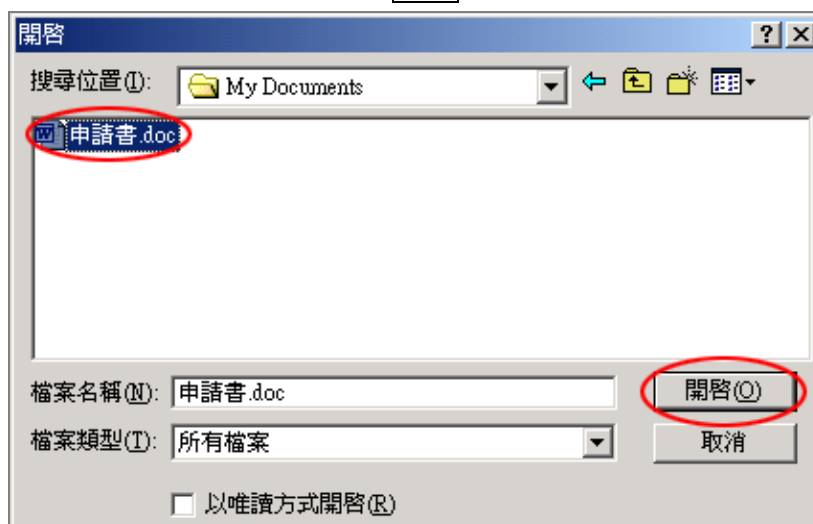 開啓
搜尋位置(I): My Documents
申請書.doc
檔案名稱(N): 申請書.doc 開啓(O)
檔案類型(T): 所有檔案 取消
以唯讀方式開啓(R)